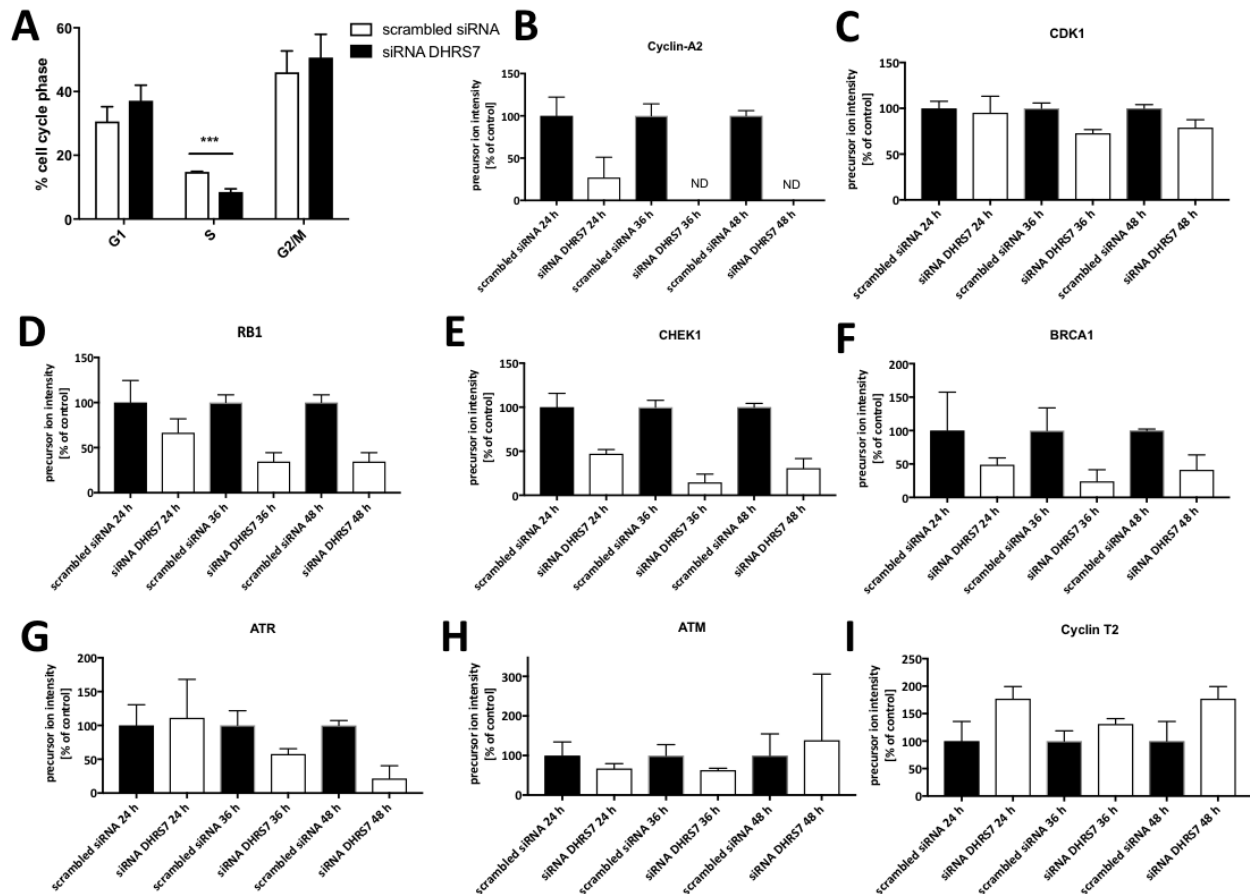 A
% cell cycle phase
60
40
20
0
G1
S
G2/M
***
scrambled siRNA
siRNA DHRS7
B
Cyclin-A2
precursor ion intensity
[% of control]
150
100
50
0
ND
ND
scrambled siRNA 24 h
siRNA DHRS7 24 h
scrambled siRNA 36 h
siRNA DHRS7 36 h
scrambled siRNA 48 h
siRNA DHRS7 48 h
C
CDK1
precursor ion intensity
[% of control]
150
100
50
0
scrambled siRNA 24 h
siRNA DHRS7 24 h
scrambled siRNA 36 h
siRNA DHRS7 36 h
scrambled siRNA 48 h
siRNA DHRS7 48 h
D
RB1
precursor ion intensity
[% of control]
150
100
50
0
scrambled siRNA 24 h
siRNA DHRS7 24 h
scrambled siRNA 36 h
siRNA DHRS7 36 h
scrambled siRNA 48 h
siRNA DHRS7 48 h
E
CHEK1
precursor ion intensity
[% of control]
150
100
50
0
scrambled siRNA 24 h
siRNA DHRS7 24 h
scrambled siRNA 36 h
siRNA DHRS7 36 h
scrambled siRNA 48 h
siRNA DHRS7 48 h
F
BRCA1
precursor ion intensity
[% of control]
200
150
100
50
0
scrambled siRNA 24 h
siRNA DHRS7 24 h
scrambled siRNA 36 h
siRNA DHRS7 36 h
scrambled siRNA 48 h
siRNA DHRS7 48 h
G
ATR
precursor ion intensity
[% of control]
200
150
100
50
0
scrambled siRNA 24 h
siRNA DHRS7 24 h
scrambled siRNA 36 h
siRNA DHRS7 36 h
scrambled siRNA 48 h
siRNA DHRS7 48 h
H
ATM
precursor ion intensity
[% of control]
300
200
100
0
scrambled siRNA 24 h
siRNA DHRS7 24 h
scrambled siRNA 36 h
siRNA DHRS7 36 h
scrambled siRNA 48 h
siRNA DHRS7 48 h
I
Cyclin T2
precursor ion intensity
[% of control]
250
200
150
100
50
0
scrambled siRNA 24 h
siRNA DHRS7 24 h
scrambled siRNA 36 h
siRNA DHRS7 36 h
scrambled siRNA 48 h
siRNA DHRS7 48 h